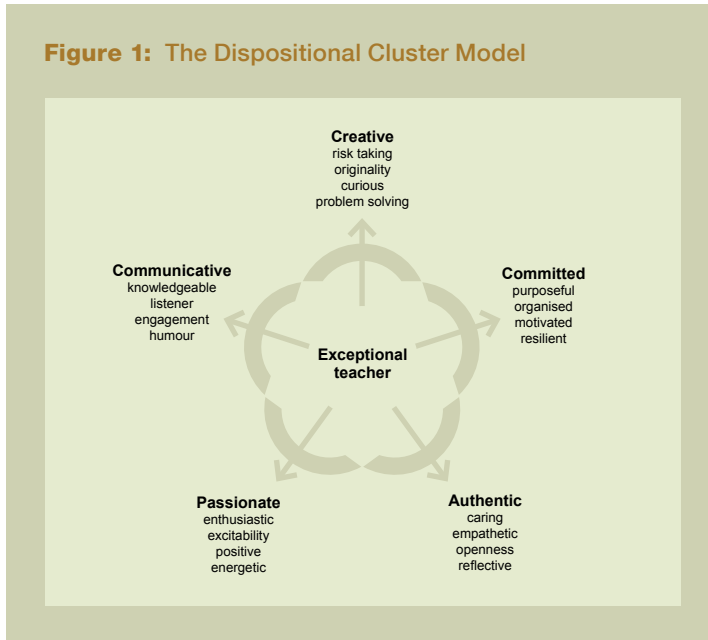 Figure 1: The Dispositional Cluster Model
Creative
risk taking
originality
curious
problem solving
Communicative
knowledgeable
listener
engagement
humour
Committed
purposeful
organised
motivated
resilient
Exceptional
teacher
Passionate
enthusiastic
excitability
positive
energetic
Authentic
caring
empathetic
openness
reflective